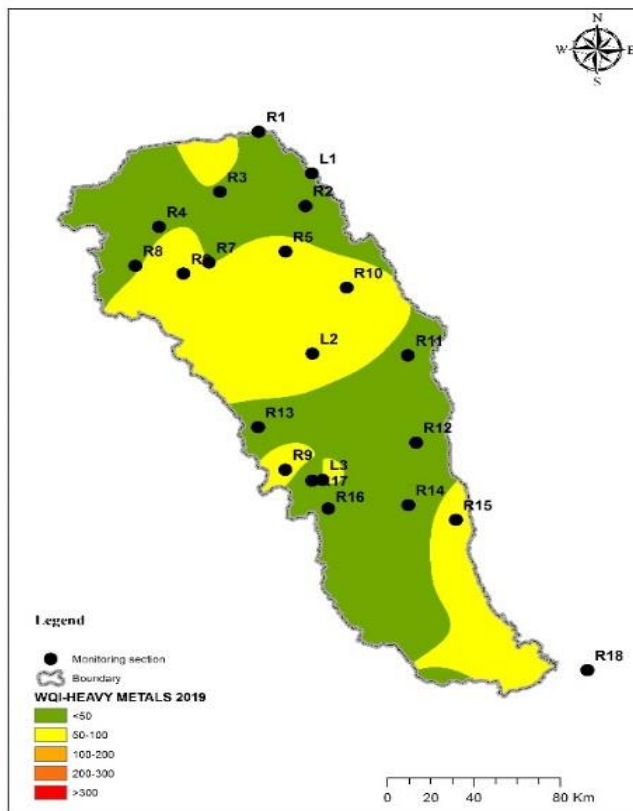 N
W E
S
R1
L1
R3
R2
R4
R5
R7
R8
R6
R10
L2
R11
R13
R12
R9
L3
17
R16
R14
R15
R18
Legend
Monitoring section
Boundary
WQI-HEAVY METALS 2019
<50
50-100
100-200
200-300
>300
0 20 40 80 Km